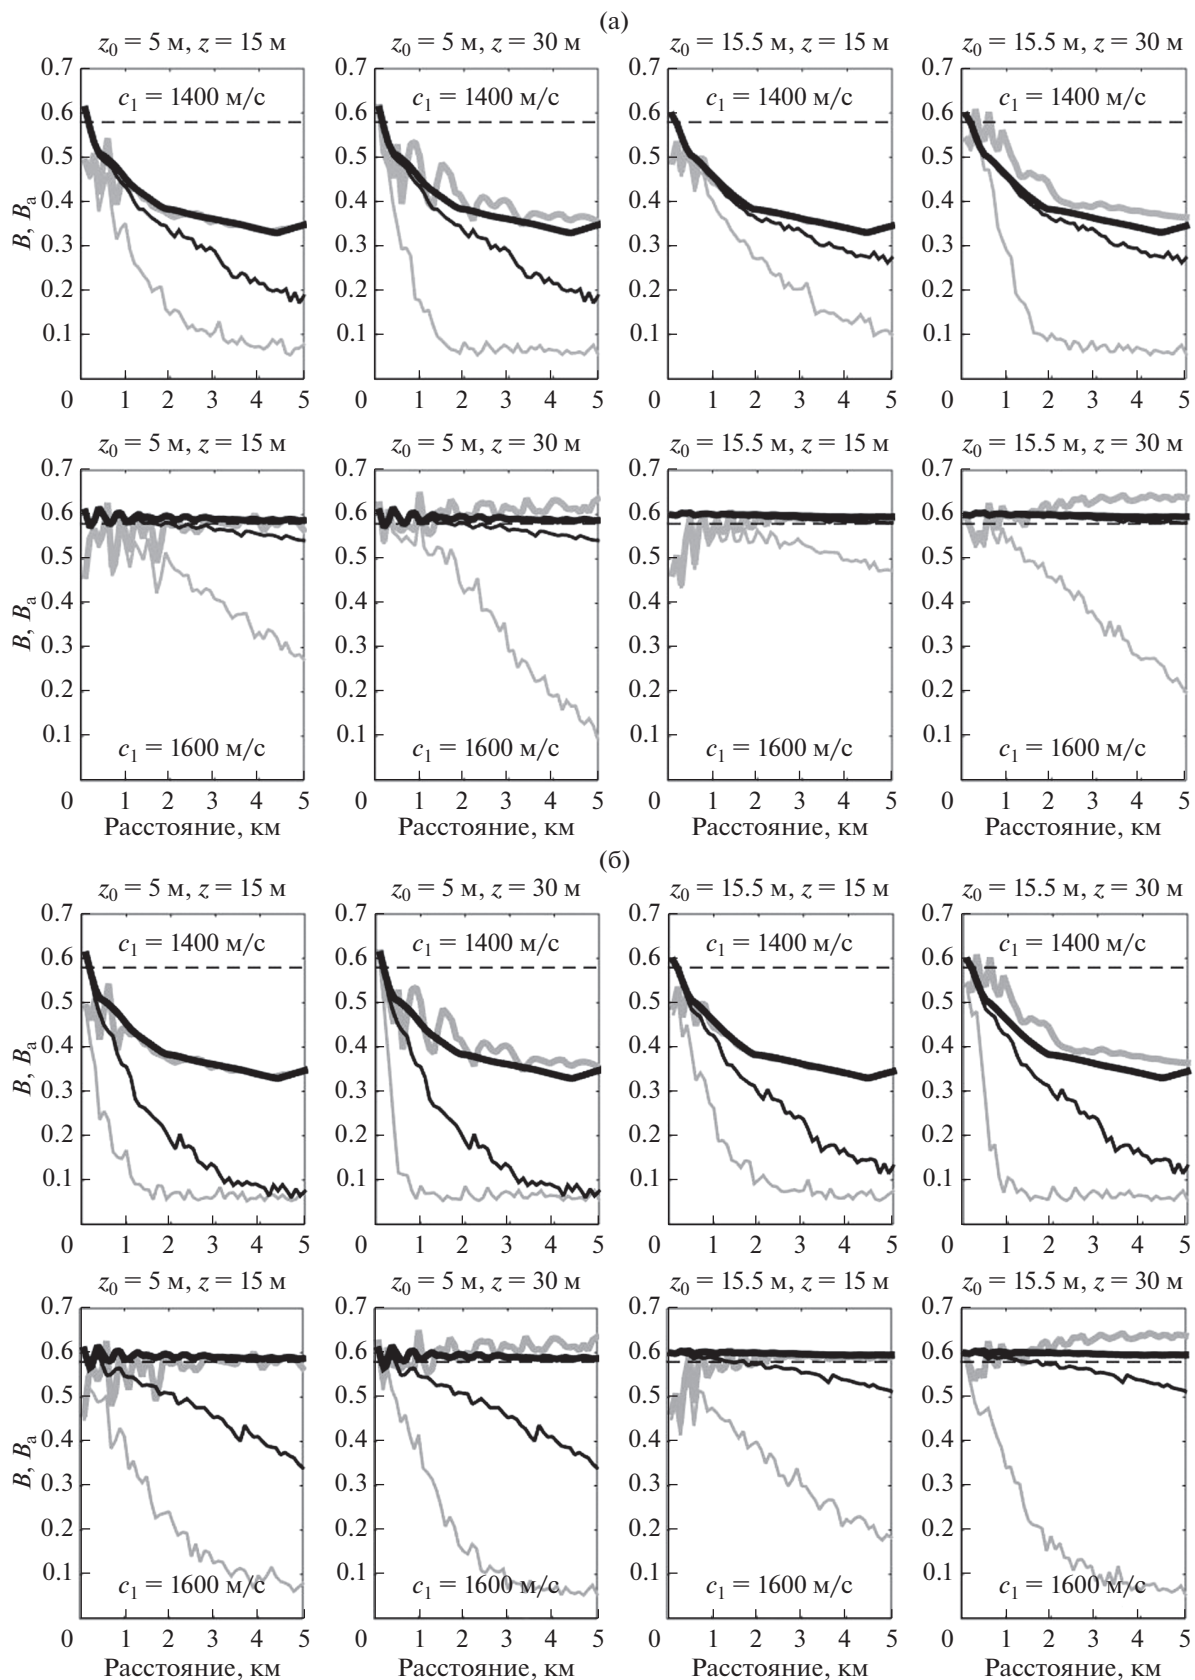 (а)
z₀ = 5 м, z = 15 м z₀ = 5 м, z = 30 м z₀ = 15.5 м, z = 15 м z₀ = 15.5 м, z = 30 м
0.7
c₁ = 1400 м/с c₁ = 1400 м/с c₁ = 1400 м/с c₁ = 1400 м/с
0.6
0.5
0.4
B, Bₐ
0.3
0.2
0.1
0 1 2 3 4 5 0 1 2 3 4 5 0 1 2 3 4 5 0 1 2 3 4 5
z₀ = 5 м, z = 15 м z₀ = 5 м, z = 30 м z₀ = 15.5 м, z = 15 м z₀ = 15.5 м, z = 30 м
0.7
0.6
0.5
0.4
B, Bₐ
0.3
0.2
0.1
c₁ = 1600 м/с c₁ = 1600 м/с c₁ = 1600 м/с c₁ = 1600 м/с
0 1 2 3 4 5 0 1 2 3 4 5 0 1 2 3 4 5 0 1 2 3 4 5
Расстояние, км Расстояние, км Расстояние, км Расстояние, км
(б)
z₀ = 5 м, z = 15 м z₀ = 5 м, z = 30 м z₀ = 15.5 м, z = 15 м z₀ = 15.5 м, z = 30 м
0.7
c₁ = 1400 м/с c₁ = 1400 м/с c₁ = 1400 м/с c₁ = 1400 м/с
0.6
0.5
0.4
B, Bₐ
0.3
0.2
0.1
0 1 2 3 4 5 0 1 2 3 4 5 0 1 2 3 4 5 0 1 2 3 4 5
z₀ = 5 м, z = 15 м z₀ = 5 м, z = 30 м z₀ = 15.5 м, z = 15 м z₀ = 15.5 м, z = 30 м
0.7
0.6
0.5
0.4
B, Bₐ
0.3
0.2
0.1
c₁ = 1600 м/с c₁ = 1600 м/с c₁ = 1600 м/с c₁ = 1600 м/с
0 1 2 3 4 5 0 1 2 3 4 5 0 1 2 3 4 5 0 1 2 3 4 5
Расстояние, км Расстояние, км Расстояние, км Расстояние, км